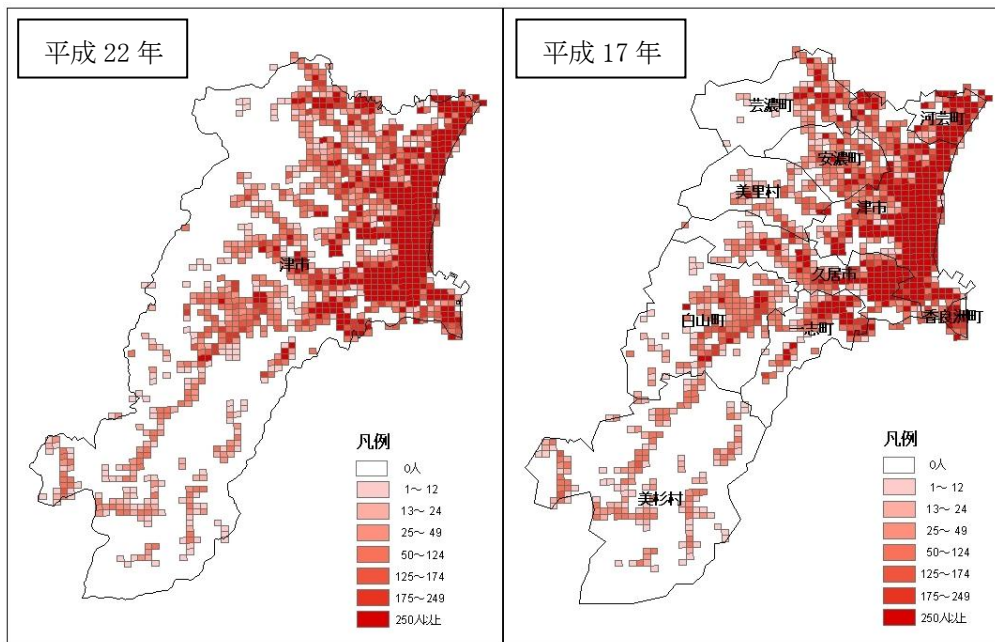 平成 22 年
津市
凡例
0人
1～ 12
13～ 24
25～ 49
50～124
125～174
175～249
250人以上
平成 17 年
芸濃町
河芸町
安濃町
美里村
津市
久居市
白山町
一志町
香良洲町
美杉村
凡例
0人
1～ 12
13～ 24
25～ 49
50～124
125～174
175～249
250人以上